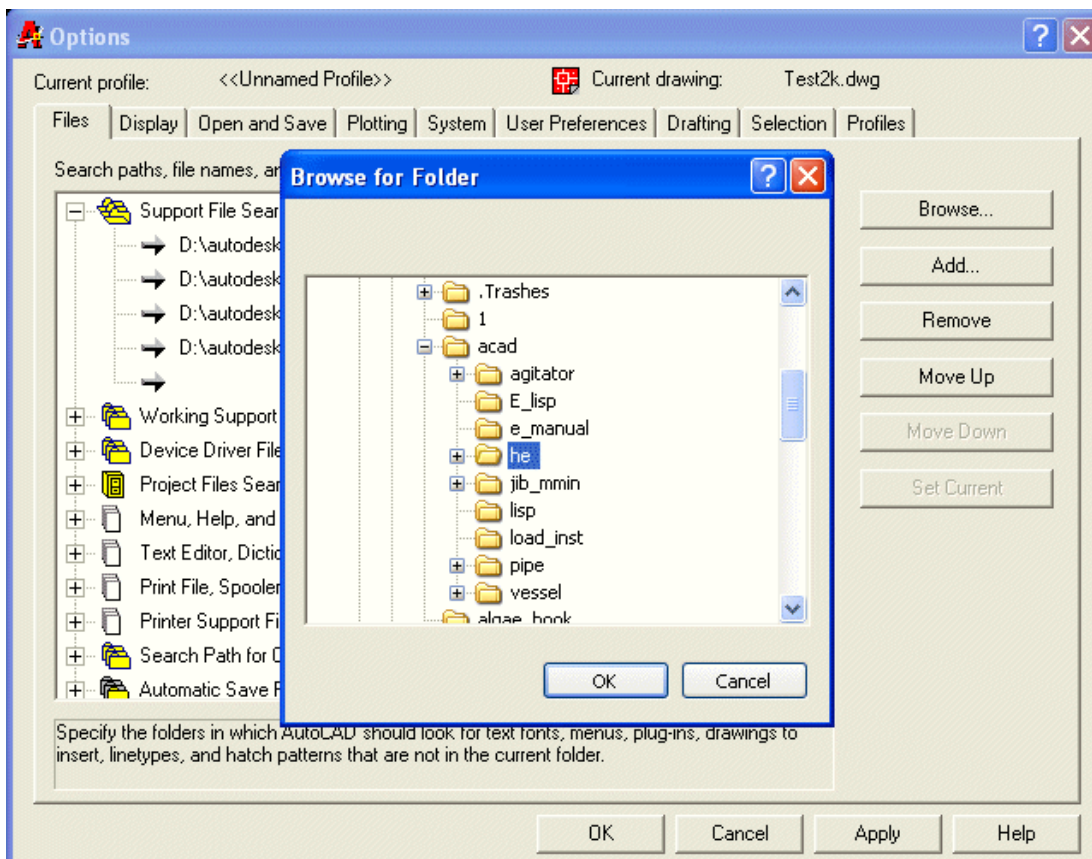 Options
Current profile: <<Unnamed Profile>> Current drawing: Test2k.dwg
Files Display Open and Save Plotting System User Preferences Drafting Selection Profiles
Search paths, file names, an
Browse for Folder
Support File Sear
D:\autodesk
D:\autodesk
D:\autodesk
D:\autodesk
Working Support
Device Driver File
Project Files Sear
Menu, Help, and
Text Editor, Dictio
Print File, Spooler
Printer Support Fi
Search Path for O
Automatic Save F
.Trashes
1
acad
agitator
E_lisp
e_manual
he
jib_mmin
lisp
load_inst
pipe
vessel
algae_book
OK Cancel
Browse...
Add...
Remove
Move Up
Move Down
Set Current
Specify the folders in which AutoCAD should look for text fonts, menus, plug-ins, drawings to
insert, linetypes, and hatch patterns that are not in the current folder.
OK Cancel Apply Help